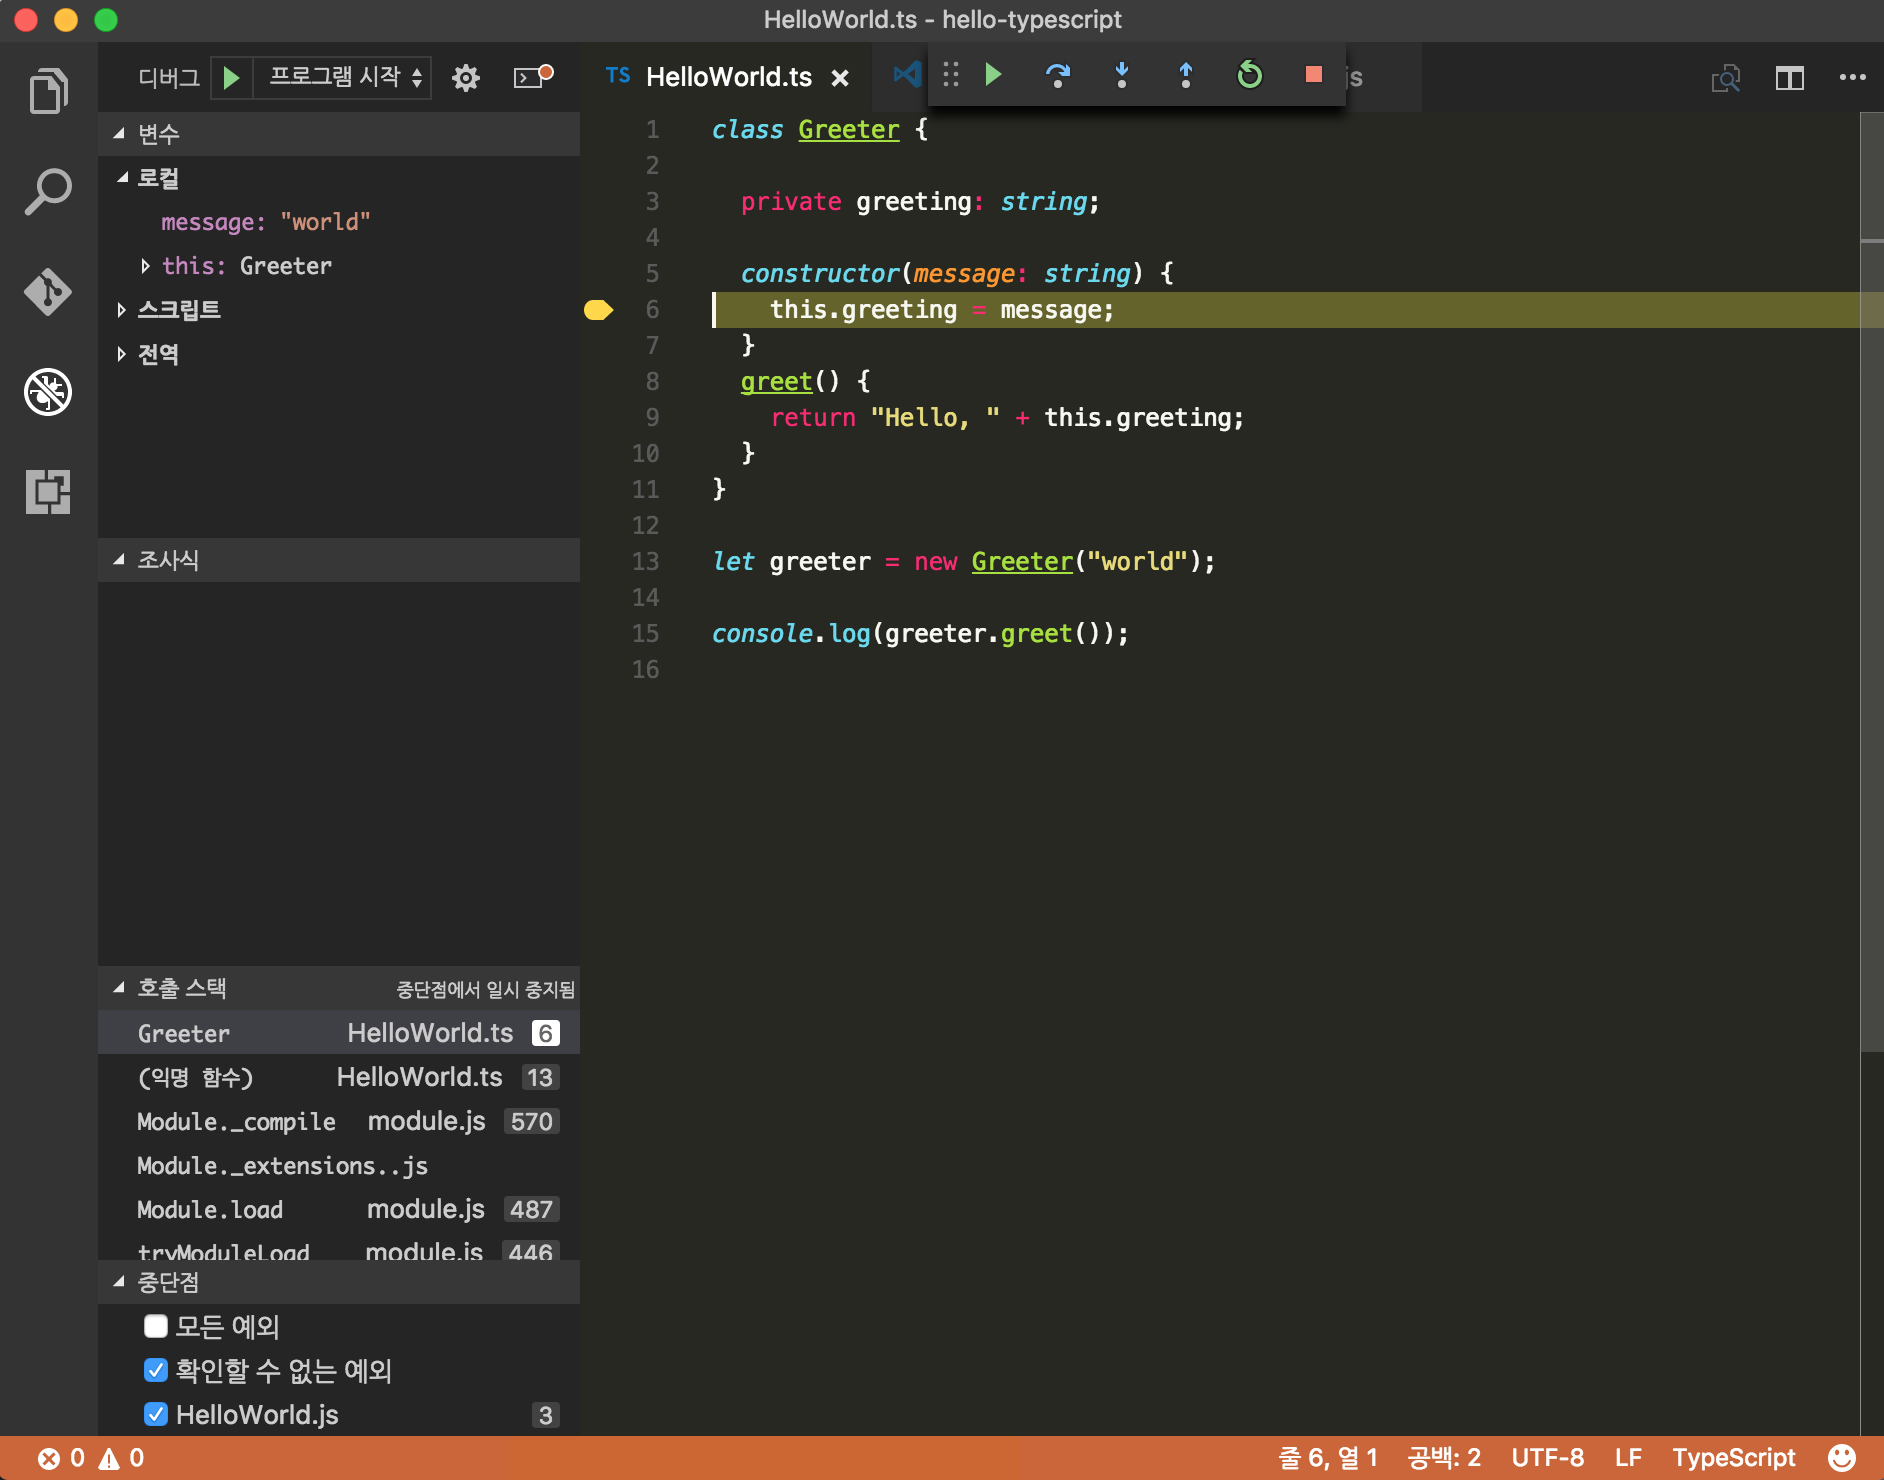 HelloWorld.ts - hello-typescript
디버그 프로그램 시작
TS HelloWorld.ts js
변수
로컬
message: "world"
this: Greeter
스크립트
전역
조사식
호출 스택 중단점에서 일시 중지됨
Greeter HelloWorld.ts 6
(익명 함수) HelloWorld.ts 13
Module._compile module.js 570
Module._extensions..js
Module.load module.js 487
tryModuleLoad module.js 446
중단점
모든 예외
확인할 수 없는 예외
HelloWorld.js 3
1 class Greeter {
2
3 private greeting: string;
4
5 constructor(message: string) {
6 this.greeting = message;
7 }
8 greet() {
9 return "Hello, " + this.greeting;
10 }
11 }
12
13 let greeter = new Greeter("world");
14
15 console.log(greeter.greet());
16
0 0 줄 6, 열 1 공백: 2 UTF-8 LF TypeScript